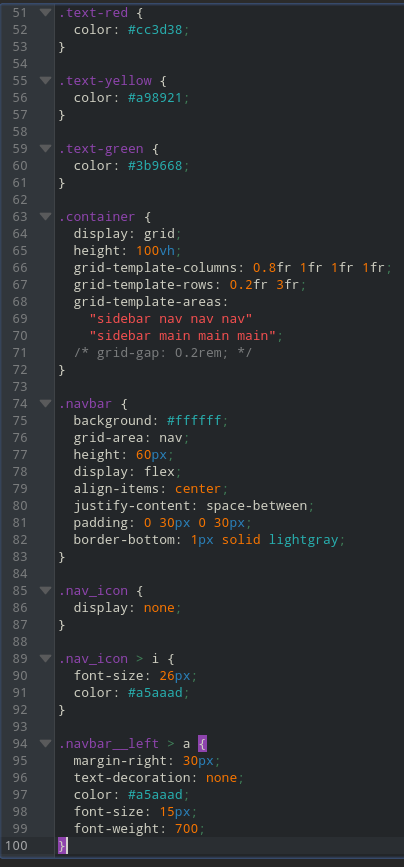 51 .text-red {
52   color: #cc3d38;
53 }
54
55 .text-yellow {
56   color: #a98921;
57 }
58
59 .text-green {
60   color: #3b9668;
61 }
62
63 .container {
64   display: grid;
65   height: 100vh;
66   grid-template-columns: 0.8fr 1fr 1fr 1fr;
67   grid-template-rows: 0.2fr 3fr;
68   grid-template-areas:
69     "sidebar nav nav nav"
70     "sidebar main main main";
71   /* grid-gap: 0.2rem; */
72 }
73
74 .navbar {
75   background: #ffffff;
76   grid-area: nav;
77   height: 60px;
78   display: flex;
79   align-items: center;
80   justify-content: space-between;
81   padding: 0 30px 0 30px;
82   border-bottom: 1px solid lightgray;
83 }
84
85 .nav_icon {
86   display: none;
87 }
88
89 .nav_icon > i {
90   font-size: 26px;
91   color: #a5aaad;
92 }
93
94 .navbar__left > a {
95   margin-right: 30px;
96   text-decoration: none;
97   color: #a5aaad;
98   font-size: 15px;
99   font-weight: 700;
100 }